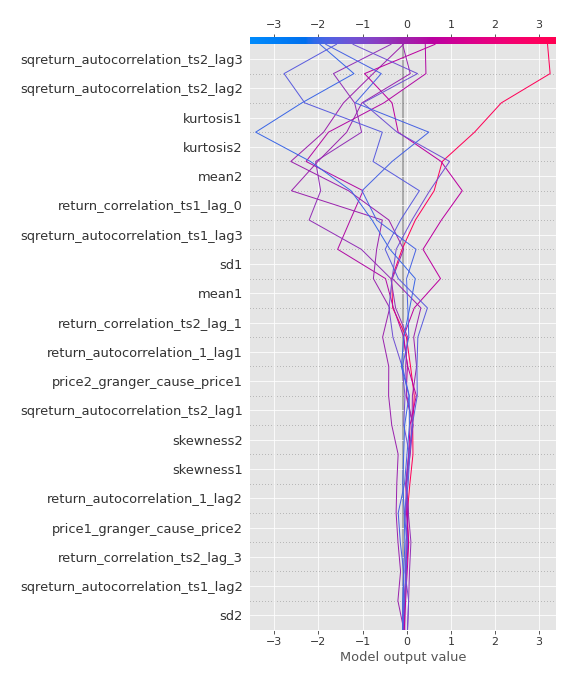 −3 −2 −1 0 1 2 3
sqreturn_autocorrelation_ts2_lag3
sqreturn_autocorrelation_ts2_lag2
kurtosis1
kurtosis2
mean2
return_correlation_ts1_lag_0
sqreturn_autocorrelation_ts1_lag3
sd1
mean1
return_correlation_ts2_lag_1
return_autocorrelation_1_lag1
price2_granger_cause_price1
sqreturn_autocorrelation_ts2_lag1
skewness2
skewness1
return_autocorrelation_1_lag2
price1_granger_cause_price2
return_correlation_ts2_lag_3
sqreturn_autocorrelation_ts1_lag2
sd2
−3 −2 −1 0 1 2 3
Model output value